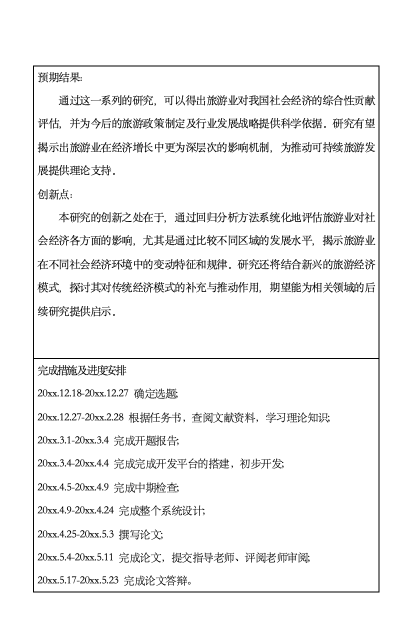 预期结果:
通过这一系列的研究，可以得出旅游业对我国社会经济的综合性贡献
评估，并为今后的旅游政策制定及行业发展战略提供科学依据。研究有望
揭示出旅游业在经济增长中更为深层次的影响机制，为推动可持续旅游发
展提供理论支持。
创新点:
本研究的创新之处在于，通过回归分析方法系统化地评估旅游业对社
会经济各方面的影响，尤其是通过比较不同区域的发展水平，揭示旅游业
在不同社会经济环境中的变动特征和规律。研究还将结合新兴的旅游经济
模式，探讨其对传统经济模式的补充与推动作用，期望能为相关领域的后
续研究提供启示。
完成措施及进度安排
20xx.12.18-20xx.12.27 确定选题;
20xx.12.27-20xx.2.28 根据任务书，查阅文献资料，学习理论知识;
20xx.3.1-20xx.3.4 完成开题报告;
20xx.3.4-20xx.4.4 完成完成开发平台的搭建，初步开发;
20xx.4.5-20xx.4.9 完成中期检查;
20xx.4.9-20xx.4.24 完成整个系统设计;
20xx.4.25-20xx.5.3 撰写论文;
20xx.5.4-20xx.5.11 完成论文，提交指导老师、评阅老师审阅;
20xx.5.17-20xx.5.23 完成论文答辩。